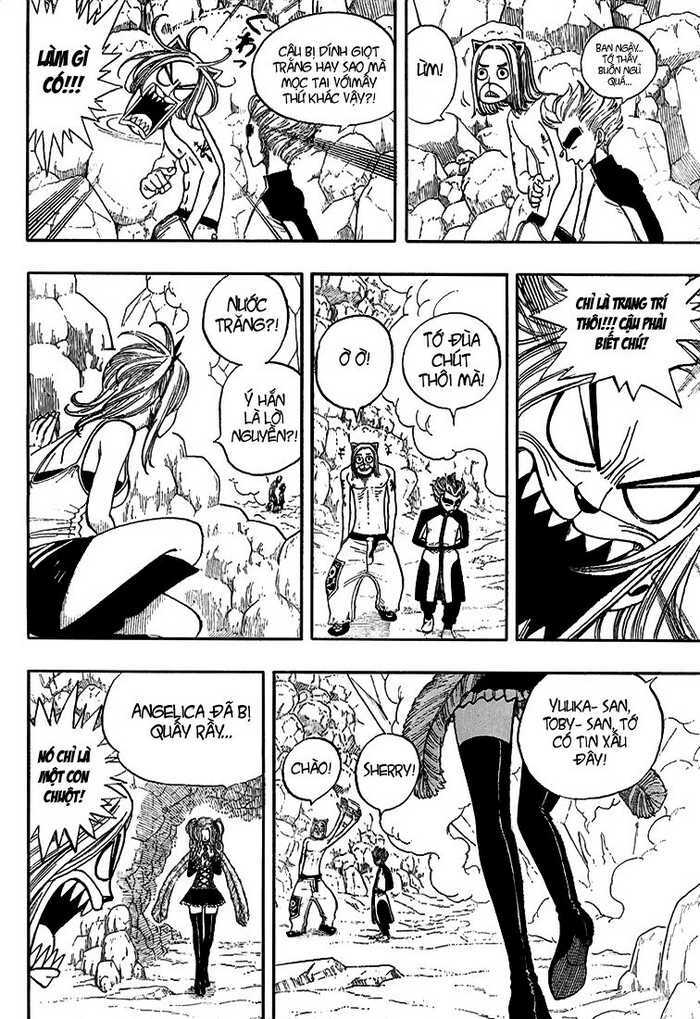 BAN NGÀY..
TỚ THẤY
BUỒN NGỦ
QUÁ...
LỪM!
CẬU BỊ DÍNH GIỌT
TRĂNG HAY SAO MÀ
MỌC TAI VỚI MẤY
THỨ KHÁC VẬY?!
LÀM GÌ
CÓ!!!
CHỈ LÀ TRANG TRÍ
THÔI!!! CẬU PHẢI
BIẾT CHÚ!
TỚ ĐÙA
CHÚT
THÔI MÀ!
Ờ Ờ!
NƯỚC
TRĂNG?!
Ý HẮN
LÀ LỜI
NGUYỀN?!
YUUKA- SAN,
TOBY- SAN, TỚ
CÓ TIN XẤU
ĐÂY!
SHERRY!
CHÀO!
ANGELICA ĐÃ BỊ
QUẤY RẦY...
NÓ CHỈ LÀ
MỘT CON
CHUỘT!